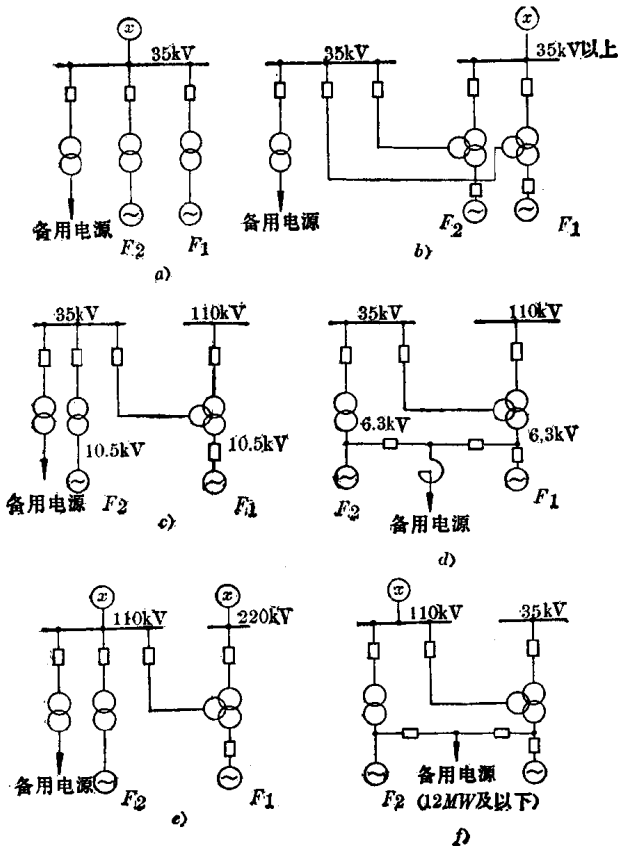 x
35kV
备用电源
F2
F1
a)
x
35kV
35kV以上
备用电源
F2
F1
b)
35kV
110kV
10.5kV
10.5kV
备用电源
F2
F1
c)
35kV
110kV
6.3kV
6.3kV
F2
F1
备用电源
d)
x
x
110kV
220kV
备用电源
F2
F1
e)
x
110kV
35kV
备用电源
F2
(12MW及以下)
f)